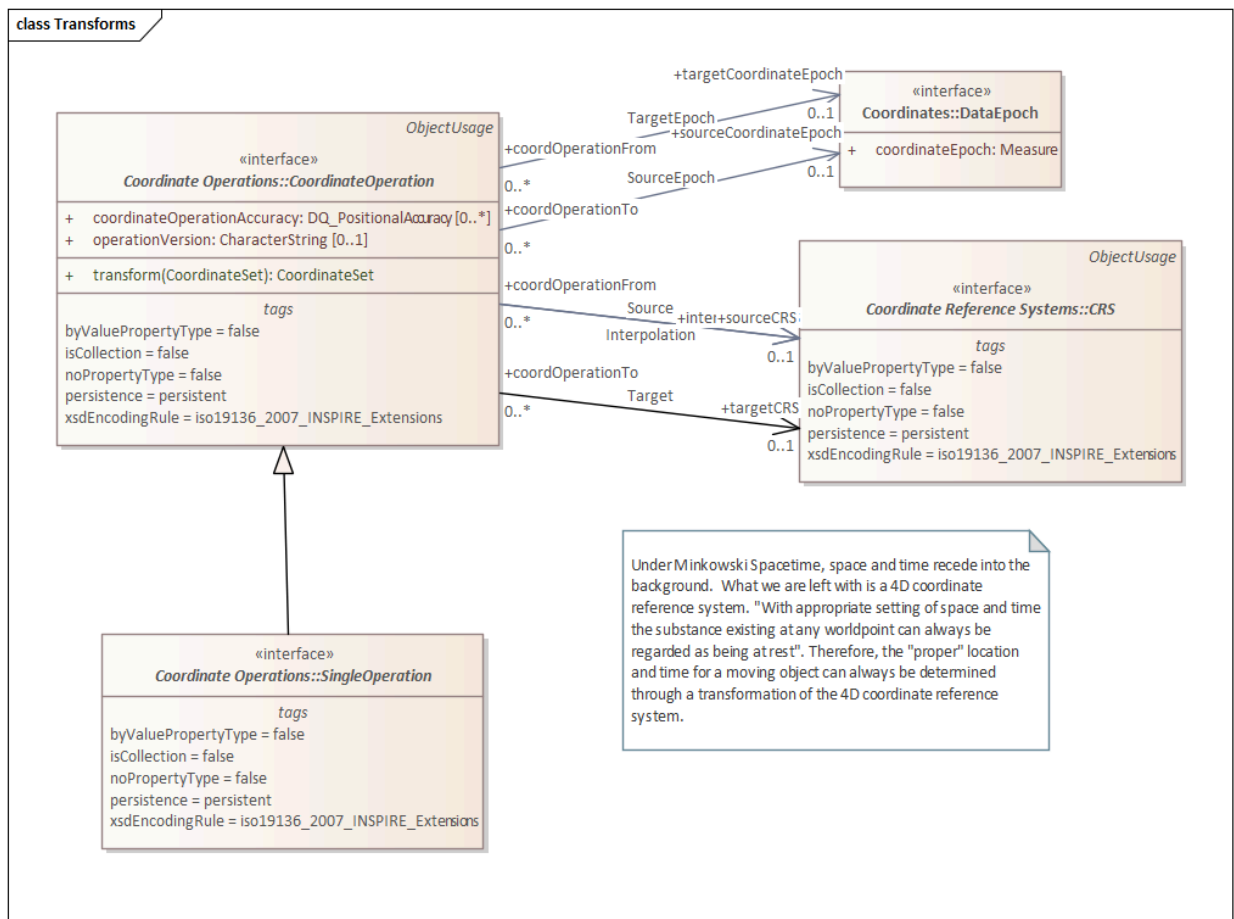 class Transforms
ObjectUsage
«interface»
Coordinate Operations::CoordinateOperation
+ coordinateOperationAccuracy: DQ_PositionalAccuracy [0..*]
+ operationVersion: CharacterString [0..1]
+ transform(CoordinateSet): CoordinateSet
tags
byValuePropertyType = false
isCollection = false
noPropertyType = false
persistence = persistent
xsdEncodingRule = iso19136_2007_INSPIRE_Extensions
+targetCoordinateEpoch
TargetEpoch
0..1
+coordOperationFrom
0..*
+sourceCoordinateEpoch
SourceEpoch
0..1
+coordOperationTo
0..*
«interface»
Coordinates::DataEpoch
+ coordinateEpoch: Measure
+coordOperationFrom
0..*
Source
+sourceCRS
Interpolation
0..1
+coordOperationTo
0..*
Target
+targetCRS
0..1
ObjectUsage
«interface»
Coordinate Reference Systems::CRS
tags
byValuePropertyType = false
isCollection = false
noPropertyType = false
persistence = persistent
xsdEncodingRule = iso19136_2007_INSPIRE_Extensions
Under Minkowski Spacetime, space and time recede into the
background. What we are left with is a 4D coordinate
reference system. "With appropriate setting of space and time
the substance existing at any worldpoint can always be
regarded as being at rest". Therefore, the "proper" location
and time for a moving object can always be determined
through a transformation of the 4D coordinate reference
system.
«interface»
Coordinate Operations::SingleOperation
tags
byValuePropertyType = false
isCollection = false
noPropertyType = false
persistence = persistent
xsdEncodingRule = iso19136_2007_INSPIRE_Extensions